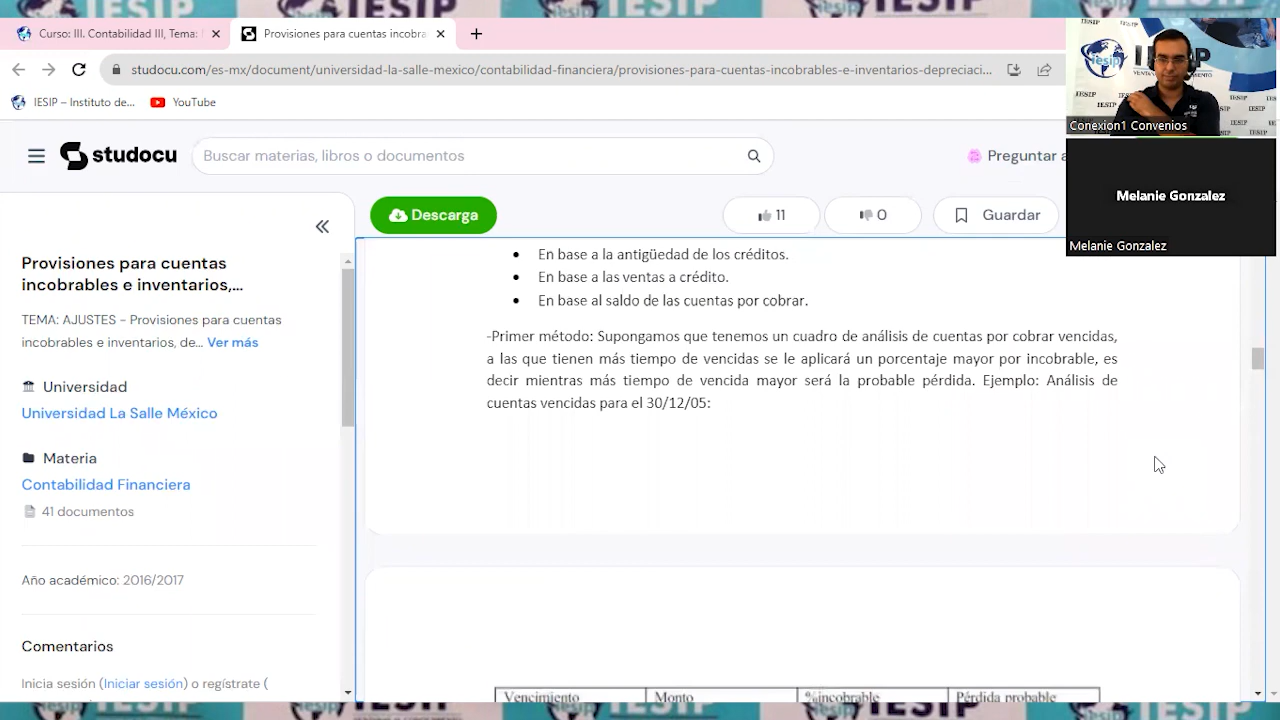 IESIP
Curso: III. Contabilidad III, Tema:
Provisiones para cuentas incobra
studocu.com/es-mx/document/universidad-la-salle-mexico/contabilidad-financiera/provisiones-para-cuentas-incobrables-e-inventarios-depreciaci...
IESIP – Instituto de...
YouTube
studocu
Buscar materias, libros o documentos
Preguntar a
IESIP
iesip
Conexion1 Convenios
Melanie Gonzalez
Melanie Gonzalez
Descarga
11
0
Guardar
Provisiones para cuentas
incobrables e inventarios,...
TEMA: AJUSTES - Provisiones para cuentas
incobrables e inventarios, de... Ver más
Universidad
Universidad La Salle México
Materia
Contabilidad Financiera
41 documentos
Año académico: 2016/2017
Comentarios
Inicia sesión (Iniciar sesión) o regístrate (
• En base a la antigüedad de los créditos.
• En base a las ventas a crédito.
• En base al saldo de las cuentas por cobrar.
-Primer método: Supongamos que tenemos un cuadro de análisis de cuentas por cobrar vencidas,
a las que tienen más tiempo de vencidas se le aplicará un porcentaje mayor por incobrable, es
decir mientras más tiempo de vencida mayor será la probable pérdida. Ejemplo: Análisis de
cuentas vencidas para el 30/12/05:
Vencimiento Monto %incobrable Pérdida probable